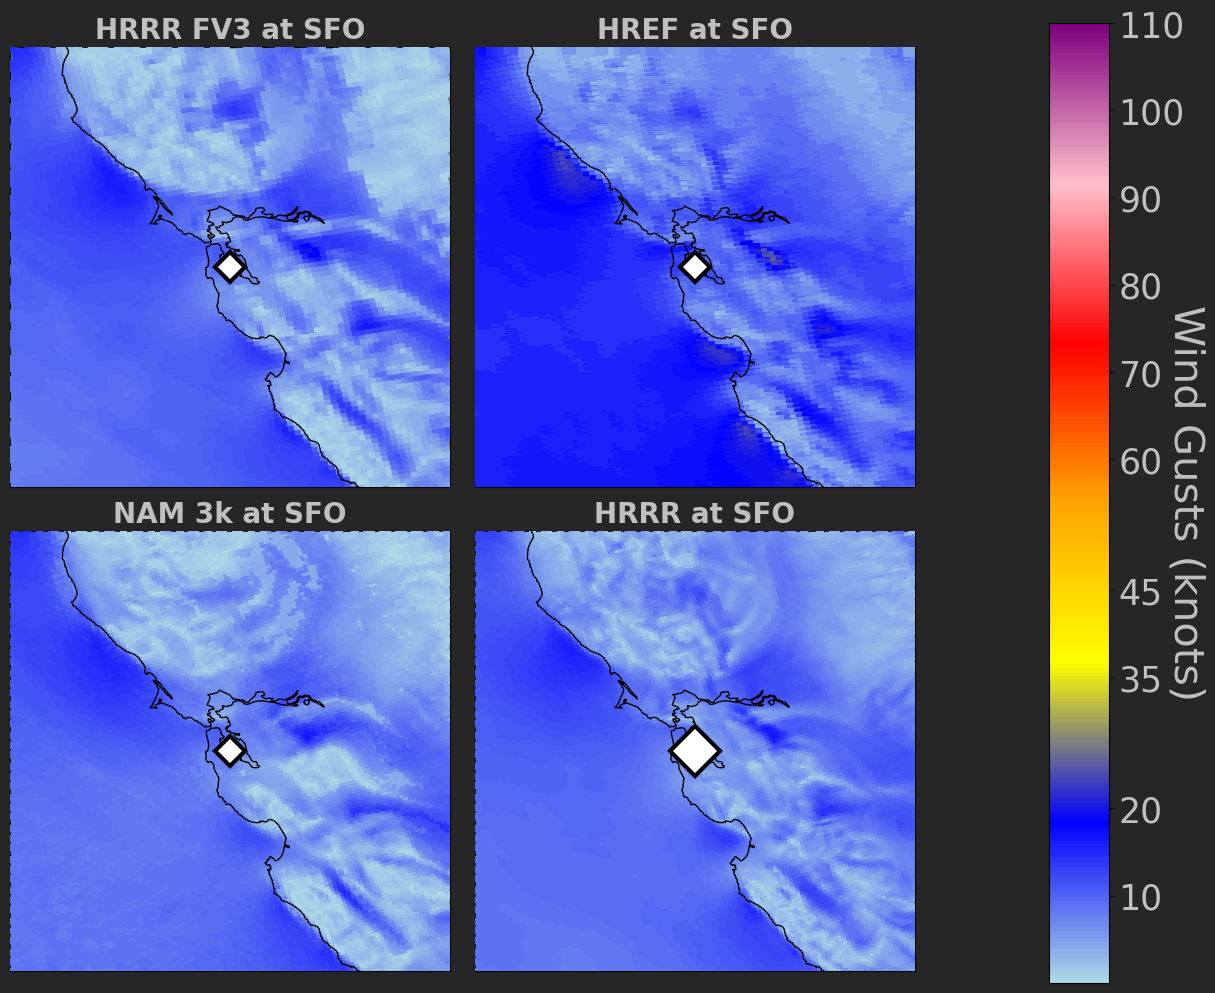 HRRR FV3 at SFO
HREF at SFO
NAM 3k at SFO
HRRR at SFO
110
100
90
80
70
60
45
35
20
10
Wind Gusts (knots)